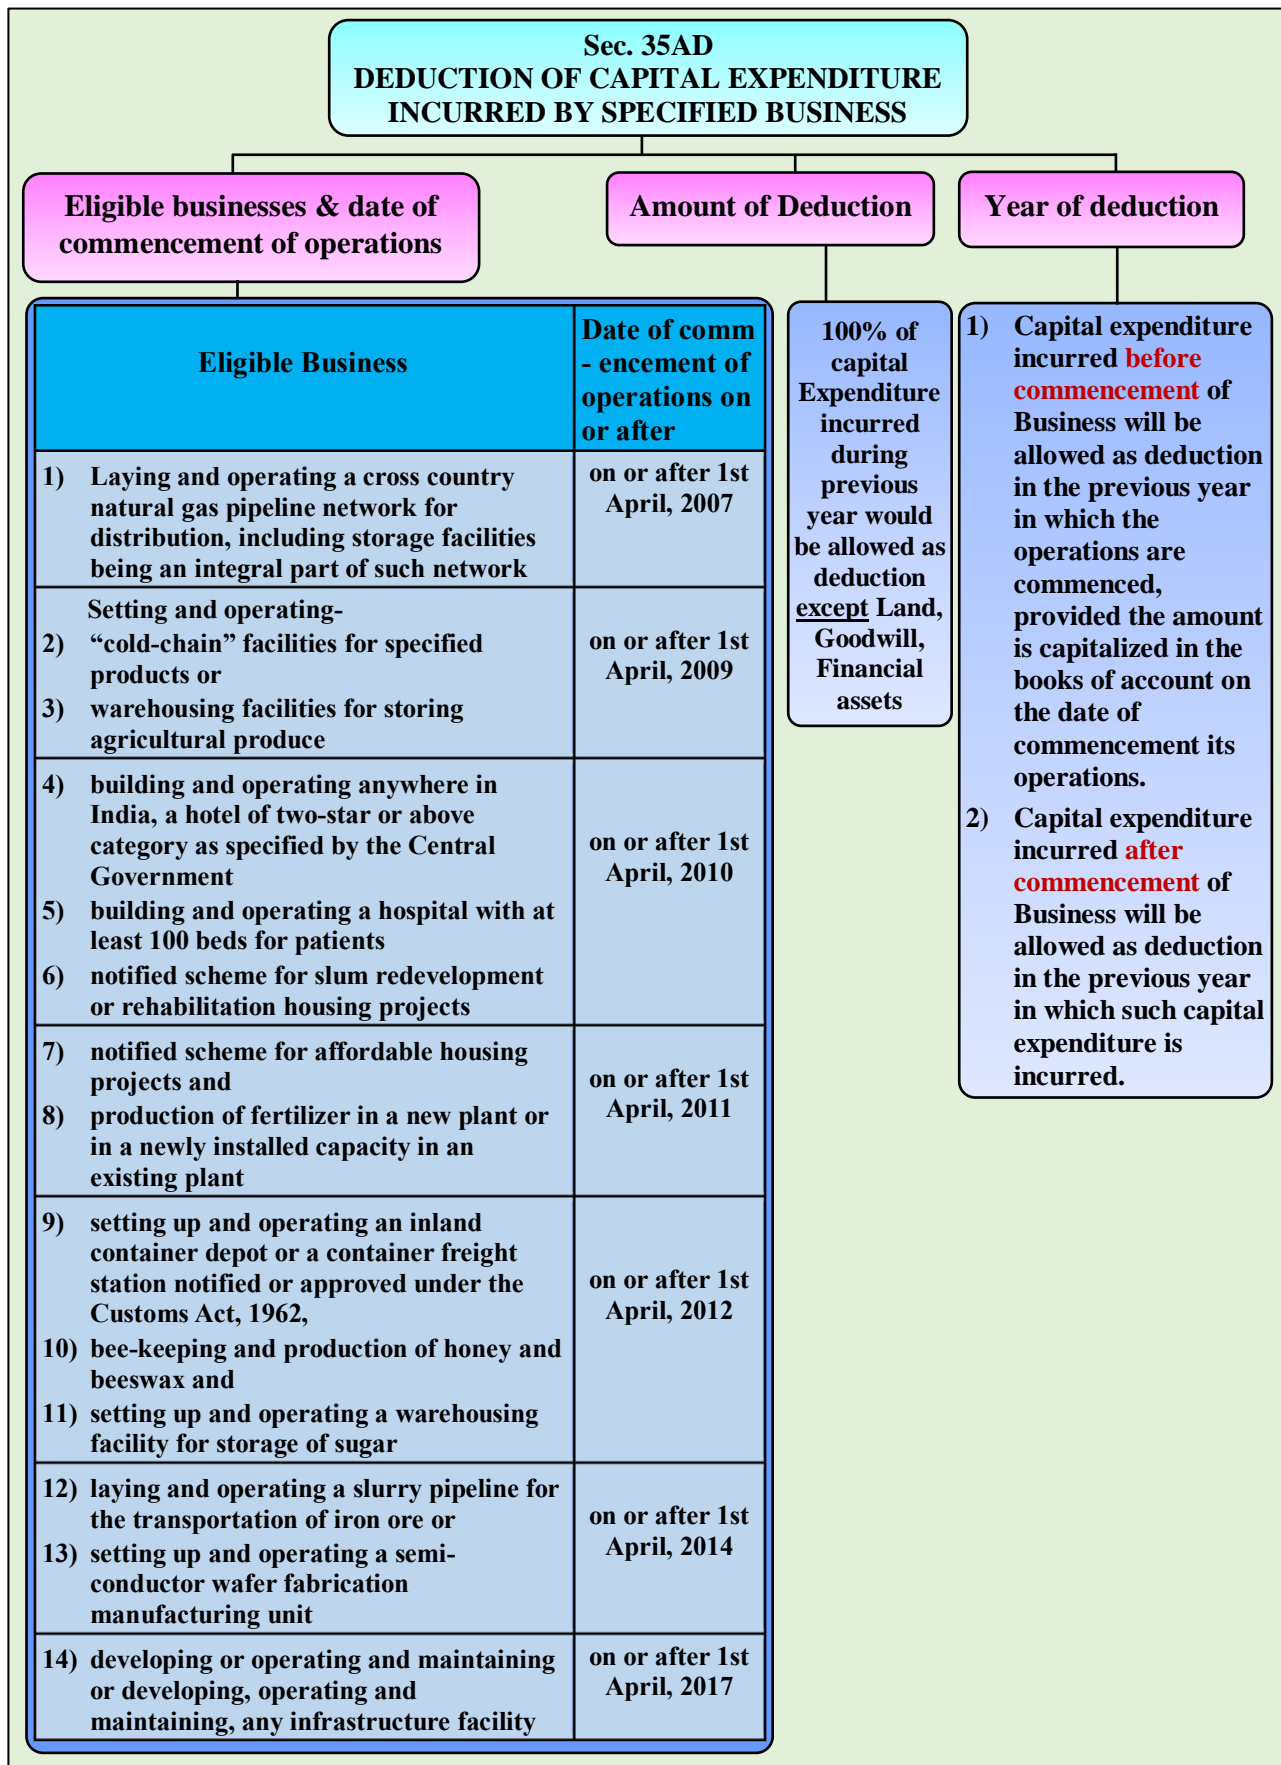 Sec. 35AD
DEDUCTION OF CAPITAL EXPENDITURE
INCURRED BY SPECIFIED BUSINESS
Eligible businesses & date of
commencement of operations
Amount of Deduction
Year of deduction
Eligible Business
Date of comm
- encement of
operations on
or after
1) Laying and operating a cross country
natural gas pipeline network for
distribution, including storage facilities
being an integral part of such network
on or after 1st
April, 2007
Setting and operating-
2) “cold-chain” facilities for specified
products or
3) warehousing facilities for storing
agricultural produce
on or after 1st
April, 2009
4) building and operating anywhere in
India, a hotel of two-star or above
category as specified by the Central
Government
5) building and operating a hospital with at
least 100 beds for patients
6) notified scheme for slum redevelopment
or rehabilitation housing projects
on or after 1st
April, 2010
7) notified scheme for affordable housing
projects and
8) production of fertilizer in a new plant or
in a newly installed capacity in an
existing plant
on or after 1st
April, 2011
9) setting up and operating an inland
container depot or a container freight
station notified or approved under the
Customs Act, 1962,
10) bee-keeping and production of honey and
beeswax and
11) setting up and operating a warehousing
facility for storage of sugar
on or after 1st
April, 2012
12) laying and operating a slurry pipeline for
the transportation of iron ore or
13) setting up and operating a semi-
conductor wafer fabrication
manufacturing unit
on or after 1st
April, 2014
14) developing or operating and maintaining
or developing, operating and
maintaining, any infrastructure facility
on or after 1st
April, 2017
100% of
capital
Expenditure
incurred
during
previous
year would
be allowed as
deduction
except Land,
Goodwill,
Financial
assets
1) Capital expenditure
incurred before
commencement of
Business will be
allowed as deduction
in the previous year
in which the
operations are
commenced,
provided the amount
is capitalized in the
books of account on
the date of
commencement its
operations.
2) Capital expenditure
incurred after
commencement of
Business will be
allowed as deduction
in the previous year
in which such capital
expenditure is
incurred.